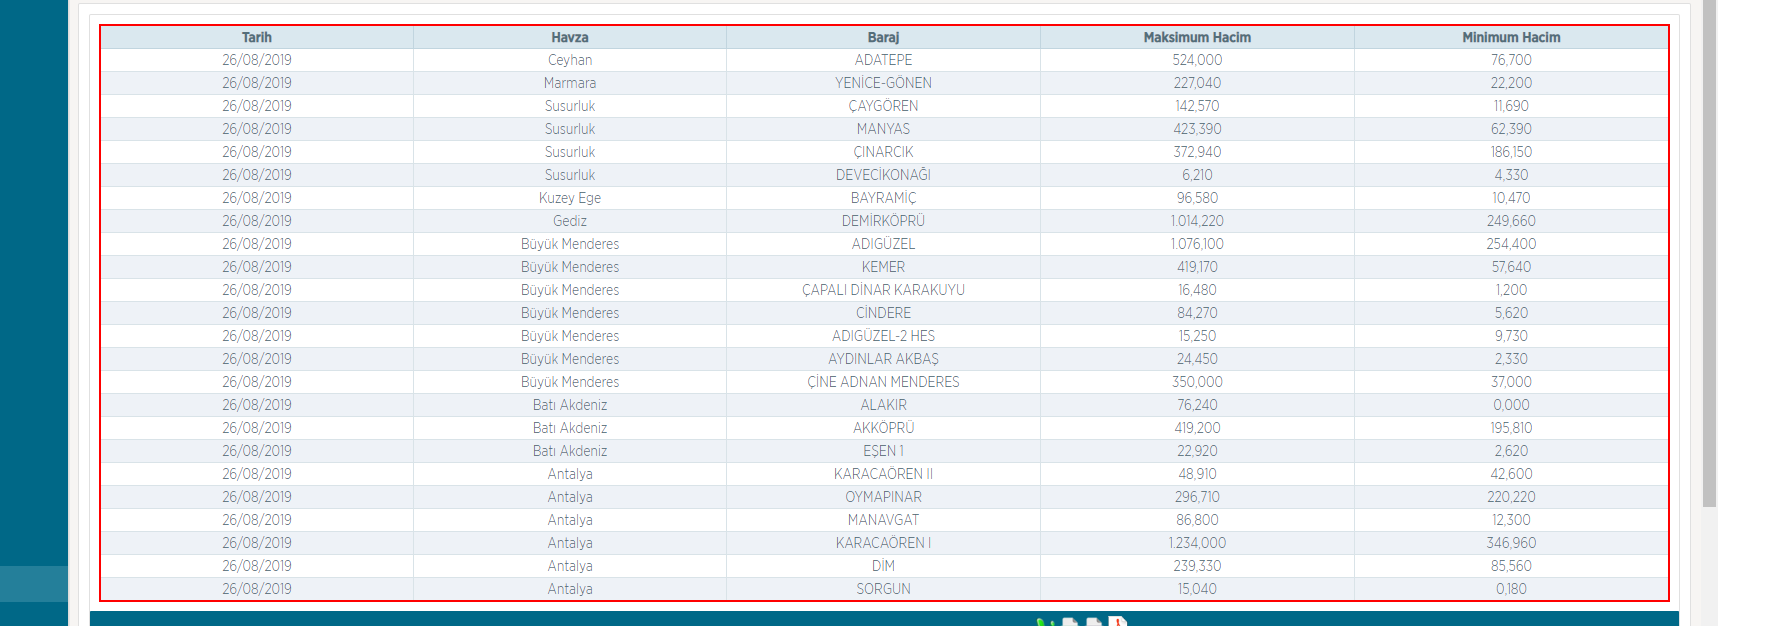 Tarih Havza Baraj Maksimum Hacim Minimum Hacim
26/08/2019 Ceyhan ADATEPE 524,000 76,700
26/08/2019 Marmara YENİCE-GÖNEN 227,040 22,200
26/08/2019 Susurluk ÇAYGÖREN 142,570 11,690
26/08/2019 Susurluk MANYAS 423,390 62,390
26/08/2019 Susurluk ÇINARCIK 372,940 186,150
26/08/2019 Susurluk DEVECİKONAĞI 6,210 4,330
26/08/2019 Kuzey Ege BAYRAMİÇ 96,580 10,470
26/08/2019 Gediz DEMİRKÖPRÜ 1.014,220 249,660
26/08/2019 Büyük Menderes ADIGÜZEL 1.076,100 254,400
26/08/2019 Büyük Menderes KEMER 419,170 57,640
26/08/2019 Büyük Menderes ÇAPALI DİNAR KARAKUYU 16,480 1,200
26/08/2019 Büyük Menderes CİNDERE 84,270 5,620
26/08/2019 Büyük Menderes ADIGÜZEL-2 HES 15,250 9,730
26/08/2019 Büyük Menderes AYDINLAR AKBAŞ 24,450 2,330
26/08/2019 Büyük Menderes ÇİNE ADNAN MENDERES 350,000 37,000
26/08/2019 Batı Akdeniz ALAKIR 76,240 0,000
26/08/2019 Batı Akdeniz AKKÖPRÜ 419,200 195,810
26/08/2019 Batı Akdeniz EŞEN 1 22,920 2,620
26/08/2019 Antalya KARACAÖREN II 48,910 42,600
26/08/2019 Antalya OYMAPINAR 296,710 220,220
26/08/2019 Antalya MANAVGAT 86,800 12,300
26/08/2019 Antalya KARACAÖREN I 1.234,000 346,960
26/08/2019 Antalya DİM 239,330 85,560
26/08/2019 Antalya SORGUN 15,040 0,180